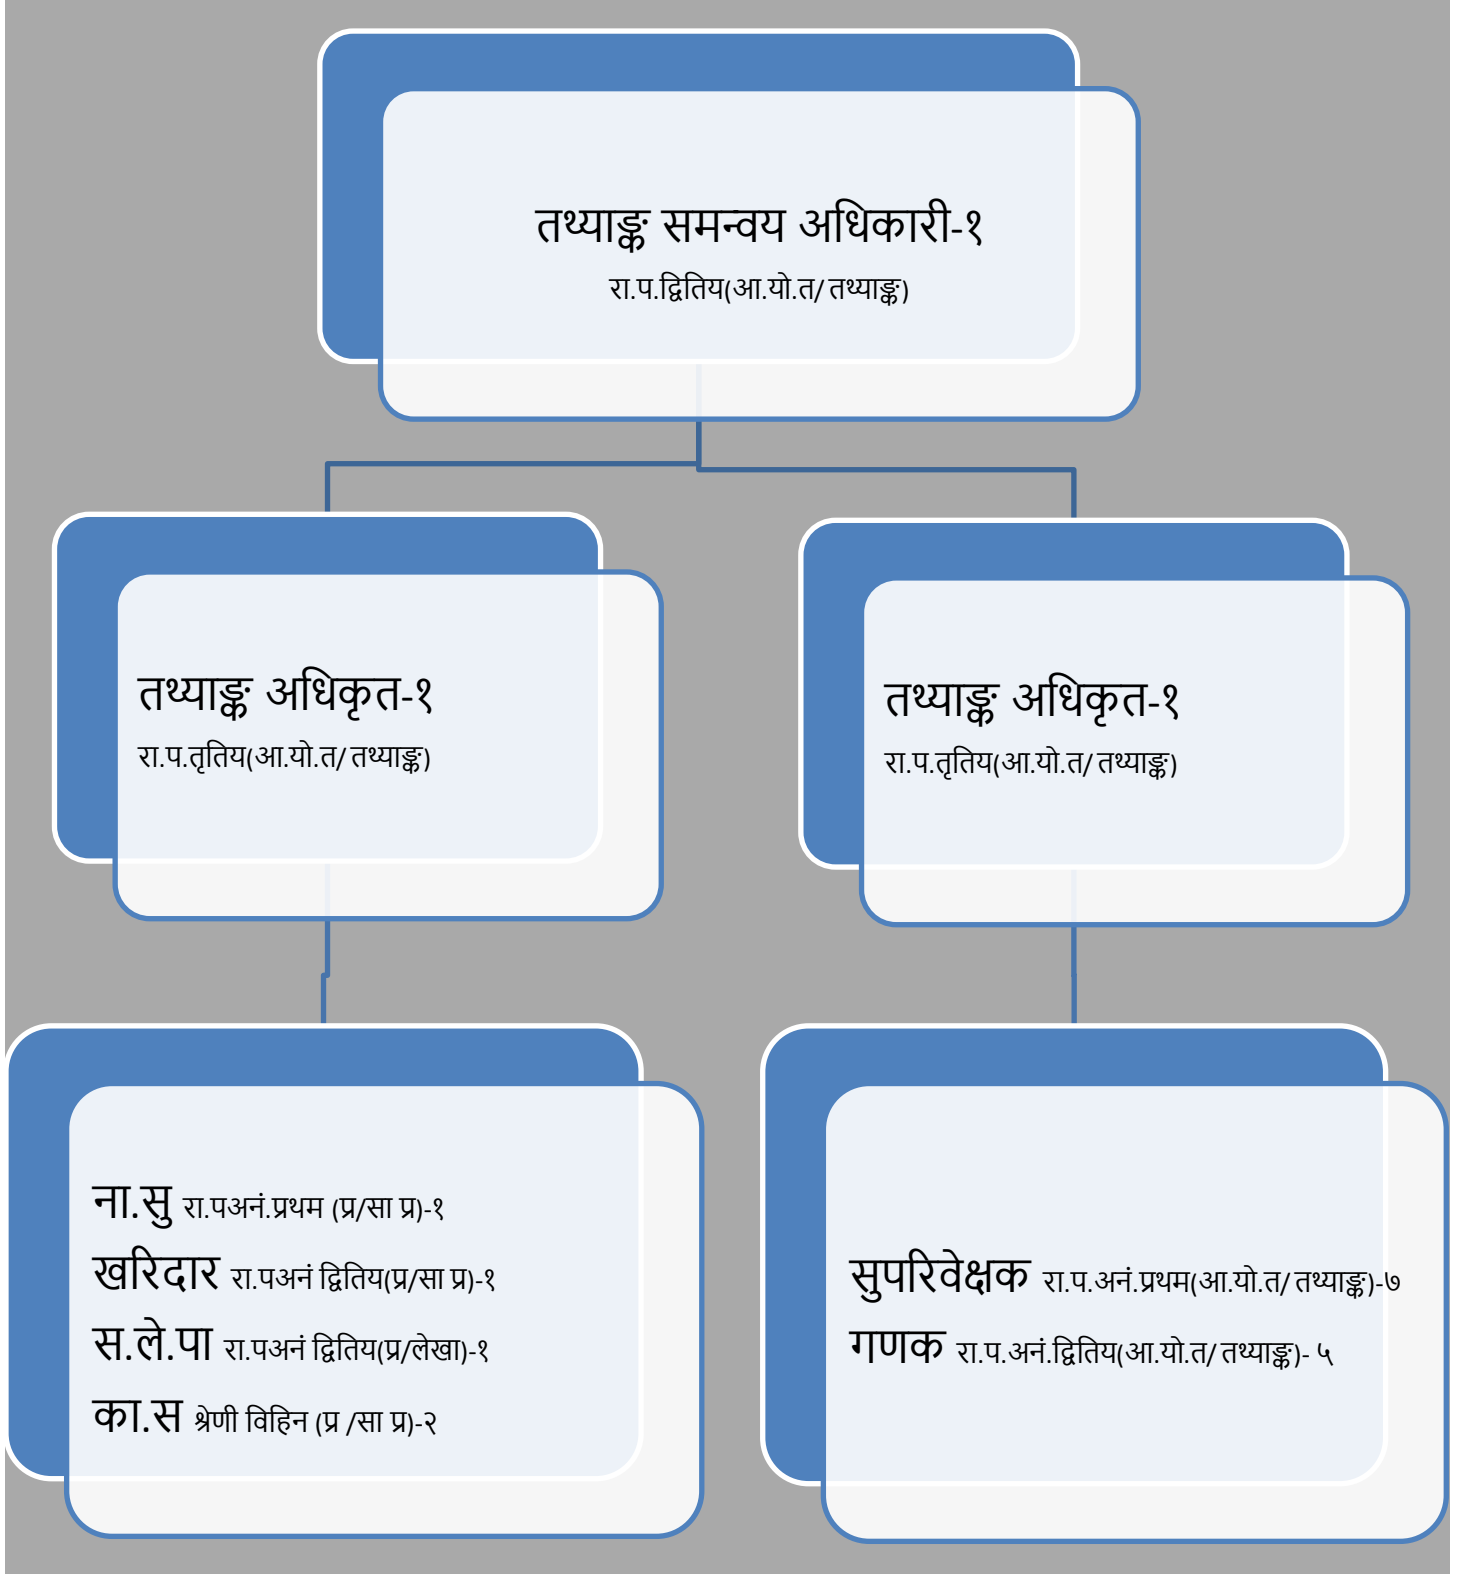 तथ्याङ्क समन्वय अधिकारी-१
रा.प.द्वितिय(आ.यो.त/ तथ्याङ्क)
तथ्याङ्क अधिकृत-१
रा.प.तृतिय(आ.यो.त/ तथ्याङ्क)
तथ्याङ्क अधिकृत-१
रा.प.तृतिय(आ.यो.त/ तथ्याङ्क)
ना.सु रा.पअनं.प्रथम (प्र/सा प्र)-१
खरिदार रा.पअनं द्वितिय(प्र/सा प्र)-१
स.ले.पा रा.पअनं द्वितिय(प्र/लेखा)-१
का.स श्रेणी विहिन (प्र /सा प्र)-२
सुपरिवेक्षक रा.प.अनं.प्रथम(आ.यो.त/ तथ्याङ्क)-७
गणक रा.प.अनं.द्वितिय(आ.यो.त/ तथ्याङ्क)- ५